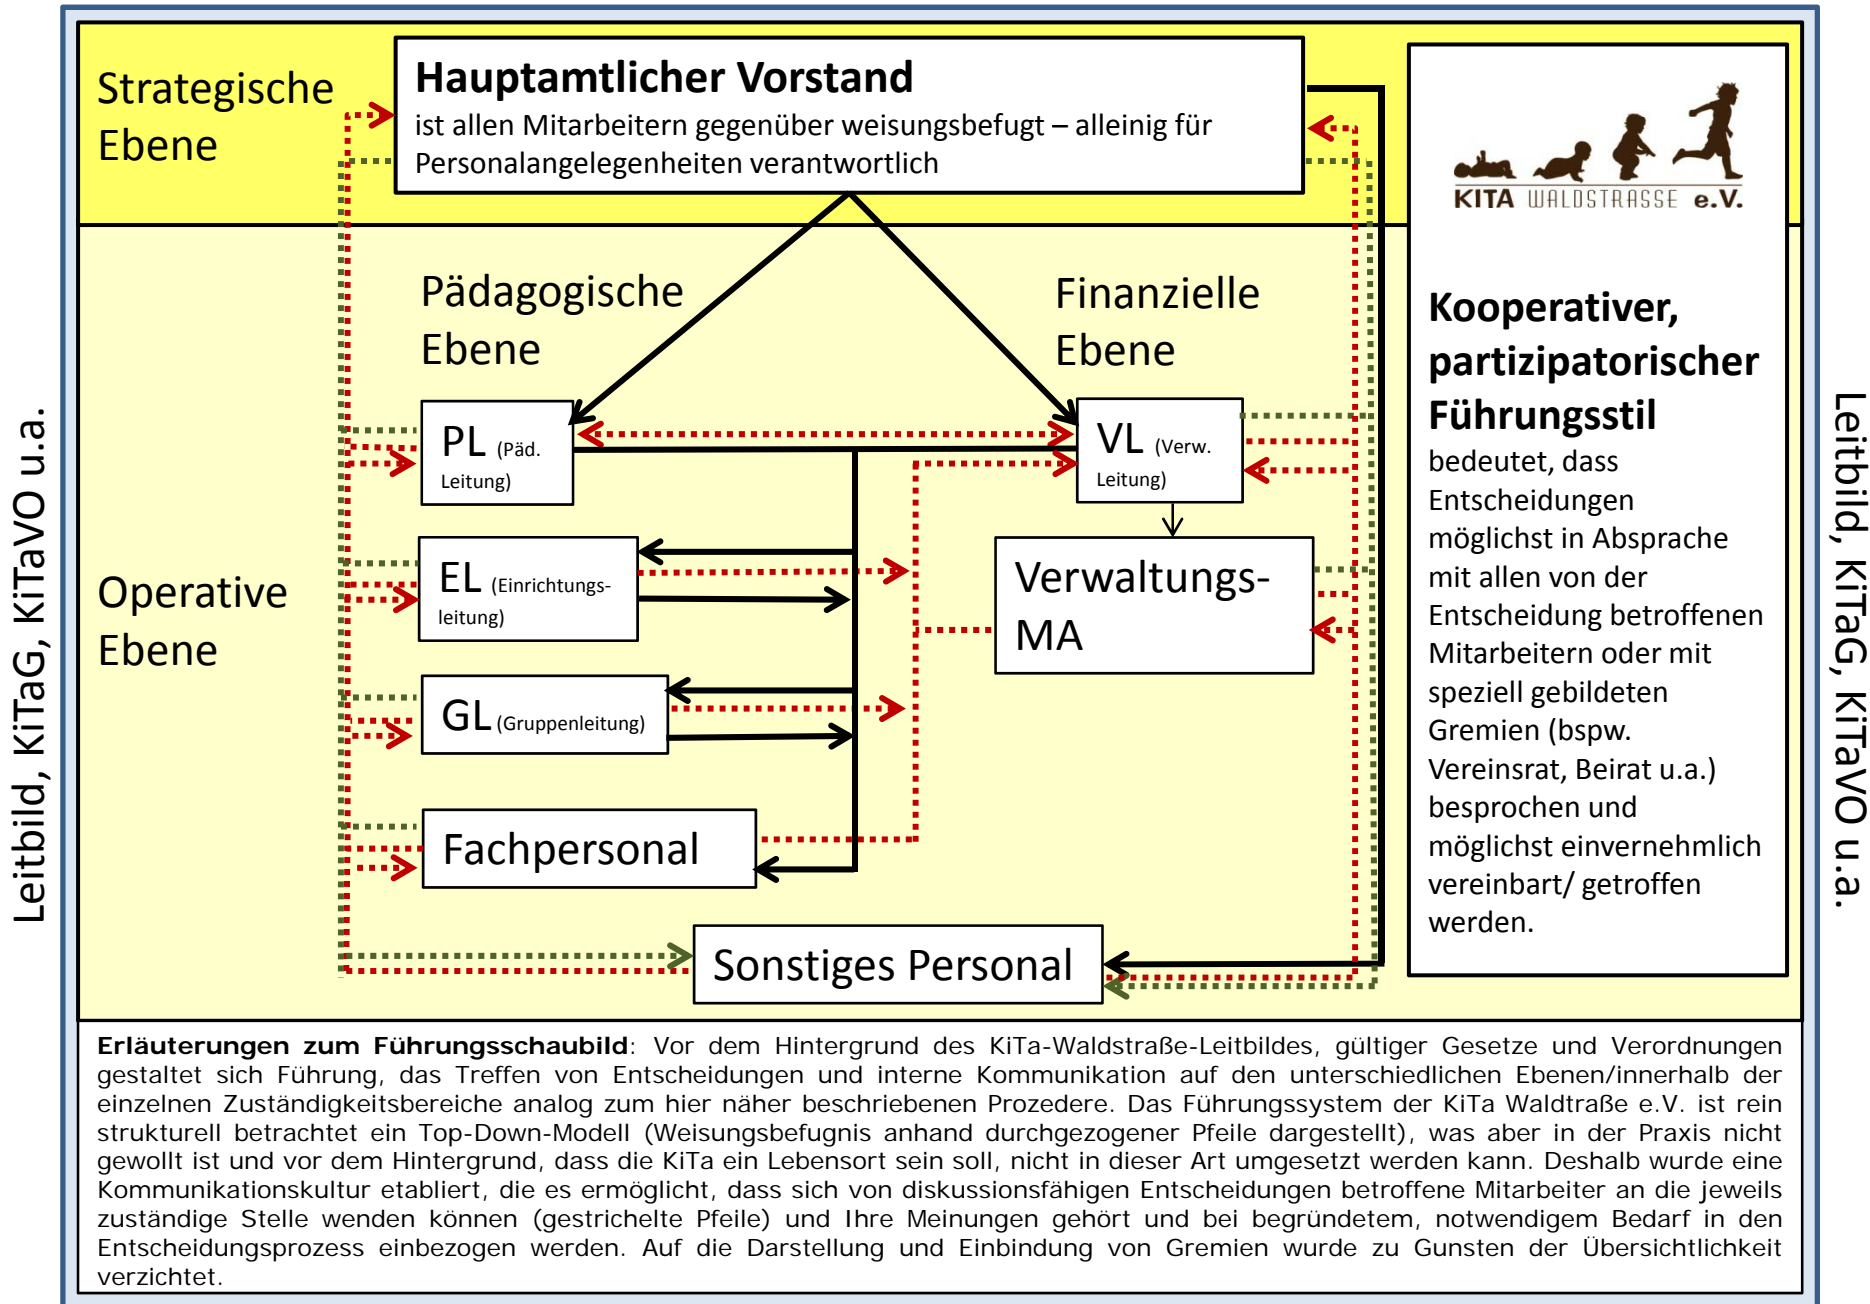 Strategische
Ebene
Hauptamtlicher Vorstand
ist allen Mitarbeitern gegenüber weisungsbefugt – alleinig für
Personalangelegenheiten verantwortlich
KITA WALDSTRASSE e.V.
Pädagogische
Ebene
Finanzielle
Ebene
Kooperativer,
partizipatorischer
Führungsstil
bedeutet, dass
Entscheidungen
möglichst in Absprache
mit allen von der
Entscheidung betroffenen
Mitarbeitern oder mit
speziell gebildeten
Gremien (bspw.
Vereinsrat, Beirat u.a.)
besprochen und
möglichst einvernehmlich
vereinbart/ getroffen
werden.
Operative
Ebene
PL (Päd.
Leitung)
VL (Verw.
Leitung)
EL (Einrichtungs-
leitung)
Verwaltungs-
MA
GL (Gruppenleitung)
Fachpersonal
Sonstiges Personal
Leitbild, KiTaG, KiTaVO u.a.
Leitbild, KiTaG, KiTaVO u.a.
Erläuterungen zum Führungsschaubild: Vor dem Hintergrund des KiTa-Waldstraße-Leitbildes, gültiger Gesetze und Verordnungen
gestaltet sich Führung, das Treffen von Entscheidungen und interne Kommunikation auf den unterschiedlichen Ebenen/innerhalb der
einzelnen Zuständigkeitsbereiche analog zum hier näher beschriebenen Prozedere. Das Führungssystem der KiTa Waldtraße e.V. ist rein
strukturell betrachtet ein Top-Down-Modell (Weisungsbefugnis anhand durchgezogener Pfeile dargestellt), was aber in der Praxis nicht
gewollt ist und vor dem Hintergrund, dass die KiTa ein Lebensort sein soll, nicht in dieser Art umgesetzt werden kann. Deshalb wurde eine
Kommunikationskultur etabliert, die es ermöglicht, dass sich von diskussionsfähigen Entscheidungen betroffene Mitarbeiter an die jeweils
zuständige Stelle wenden können (gestrichelte Pfeile) und Ihre Meinungen gehört und bei begründetem, notwendigem Bedarf in den
Entscheidungsprozess einbezogen werden. Auf die Darstellung und Einbindung von Gremien wurde zu Gunsten der Übersichtlichkeit
verzichtet.